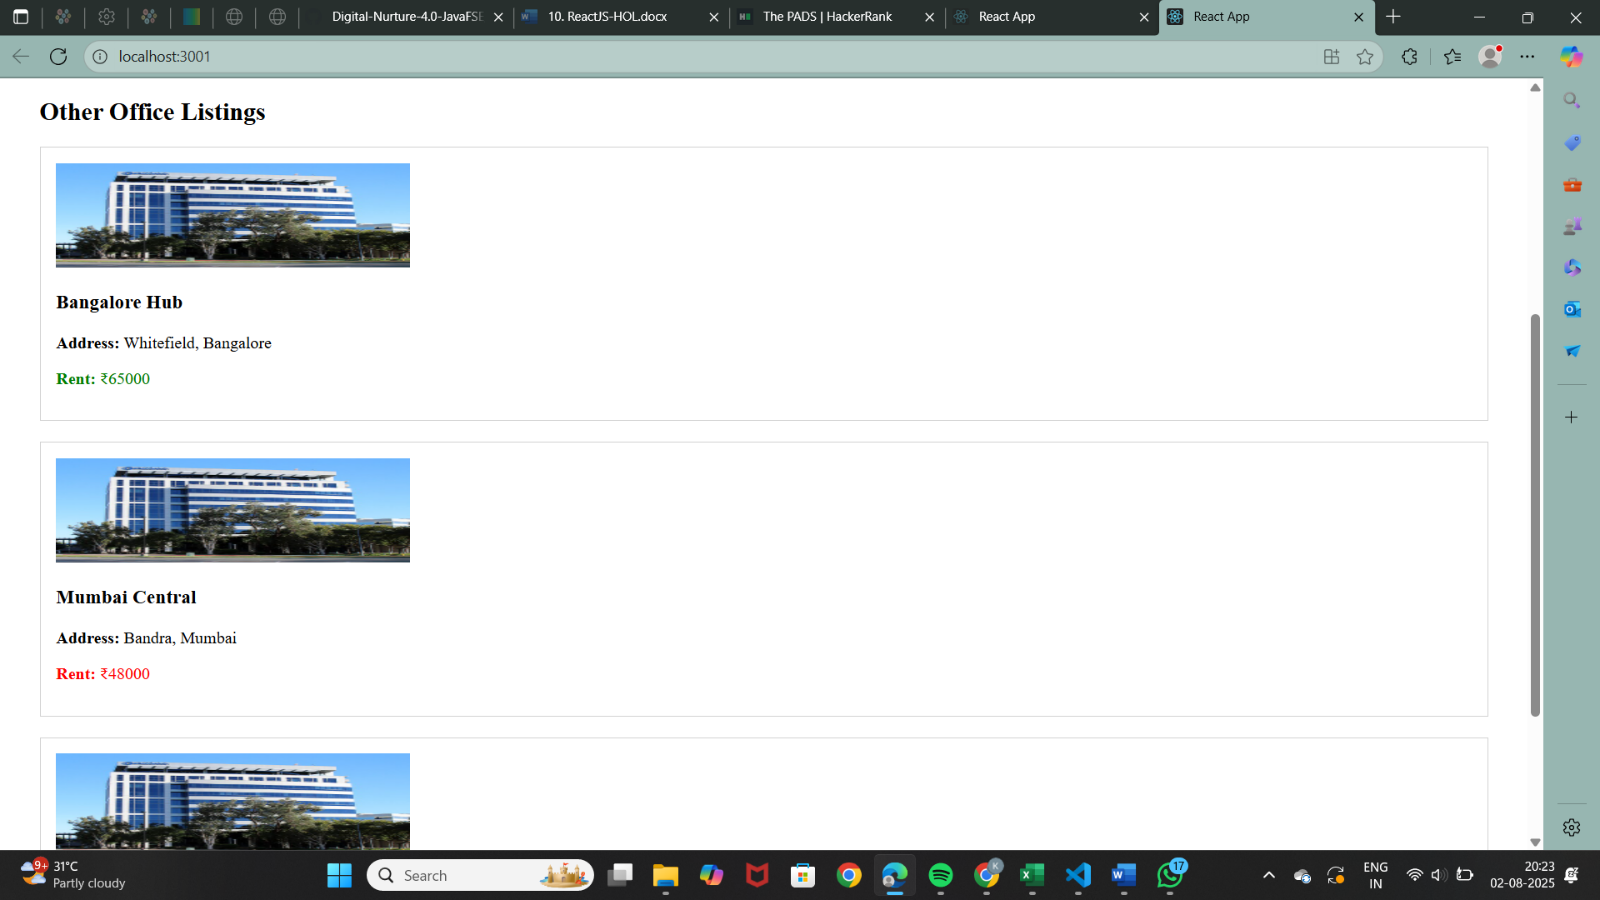 Digital-Nurture-4.0-JavaFSE
10. ReactJS-HOL.docx
The PADS | HackerRank
React App
React App
localhost:3001
Other Office Listings
Bangalore Hub
Address: Whitefield, Bangalore
Rent: ₹65000
Mumbai Central
Address: Bandra, Mumbai
Rent: ₹48000
9+
31°C
Partly cloudy
Search
17
ENG
IN
20:23
02-08-2025